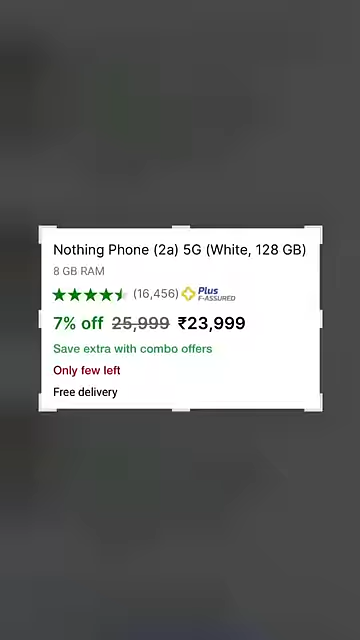 Nothing Phone (2a) 5G (White, 128 GB)
8 GB RAM
(16,456) Plus F-ASSURED
7% off 25,999 ₹23,999
Save extra with combo offers
Only few left
Free delivery